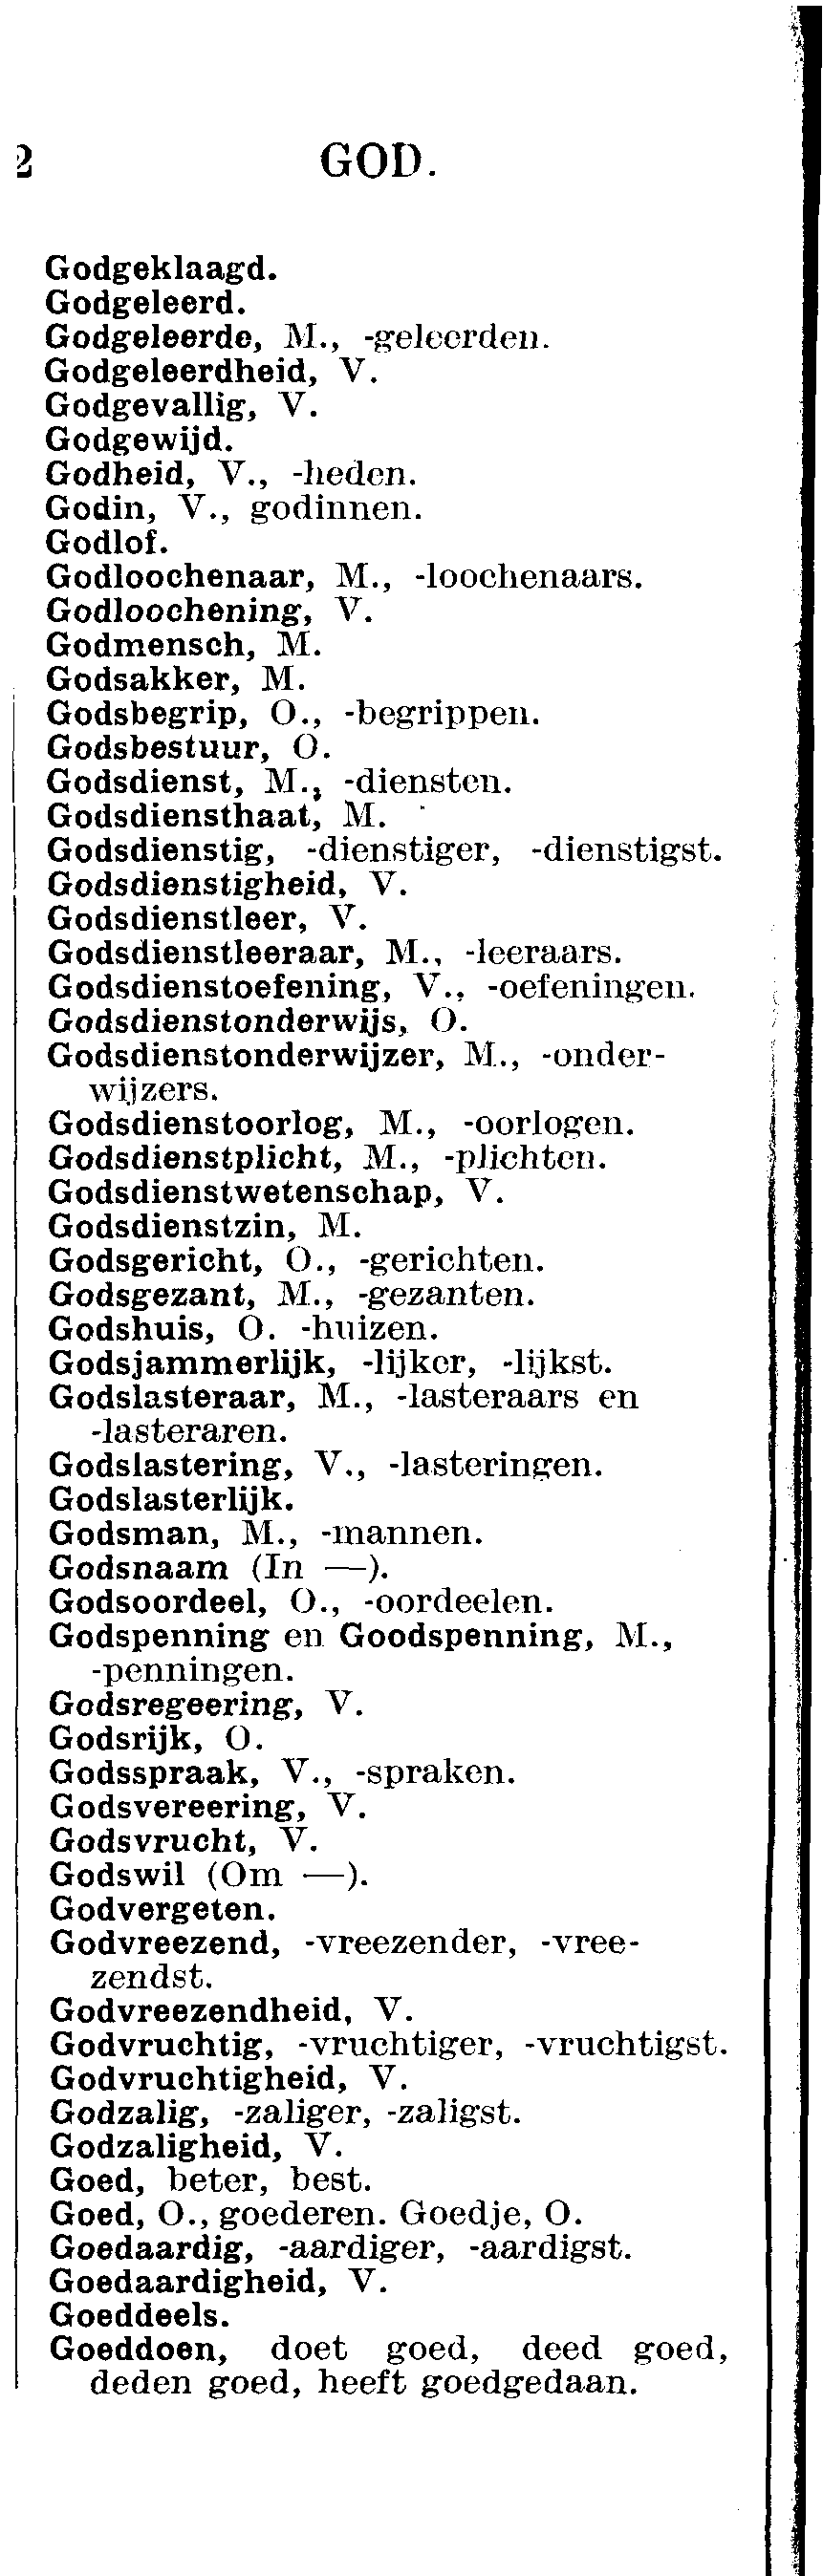 2 GOD.
Godgeklaagd.
Godgeleerd.
Godgeleerde, M., -geleerden.
Godgeleerdheid, V.
Godgevallig, V.
Godgewijd.
Godheid, V., -heden.
Godin, V., godinnen.
Godlof.
Godloochenaar, M., -loochenaars.
Godloochening, V.
Godmensch, M.
Godsakker, M.
Godsbegrip, O., -begrippen.
Godsbestuur, O.
Godsdienst, M., -diensten.
Godsdiensthaat, M.
Godsdienstig, -dienstiger, -dienstigst.
Godsdienstigheid, V.
Godsdienstleer, V.
Godsdienstleeraar, M., -leeraars.
Godsdienstoefening, V., -oefeningen.
Godsdienstonderwijs, O.
Godsdienstonderwijzer, M., -onder-
wijzers.
Godsdienstoorlog, M., -oorlogen.
Godsdienstplicht, M., -plichten.
Godsdienstwetenschap, V.
Godsdienstzin, M.
Godsgericht, O., -gerichten.
Godsgezant, M., -gezanten.
Godshuis, O. -huizen.
Godsjammerlijk, -lijker, -lijkst.
Godslasteraar, M., -lasteraars en
-lasteraren.
Godslastering, V., -lasteringen.
Godslasterlijk.
Godsman, M., -mannen.
Godsnaam (In —).
Godsoordeel, O., -oordeelen.
Godspenning en Goodspenning, M.,
-penningen.
Godsregeering, V.
Godsrijk, O.
Godsspraak, V., -spraken.
Godsvereering, V.
Godsvrucht, V.
Godswil (Om —).
Godvergeten.
Godvreezend, -vreezender, -vree-
zendst.
Godvreezendheid, V.
Godvruchtig, -vruchtiger, -vruchtigst.
Godvruchtigheid, V.
Godzalig, -zaliger, -zaligst.
Godzaligheid, V.
Goed, beter, best.
Goed, O., goederen. Goedje, O.
Goedaardig, -aardiger, -aardigst.
Goedaardigheid, V.
Goeddeels.
Goeddoen, doet goed, deed goed,
deden goed, heeft goedgedaan.